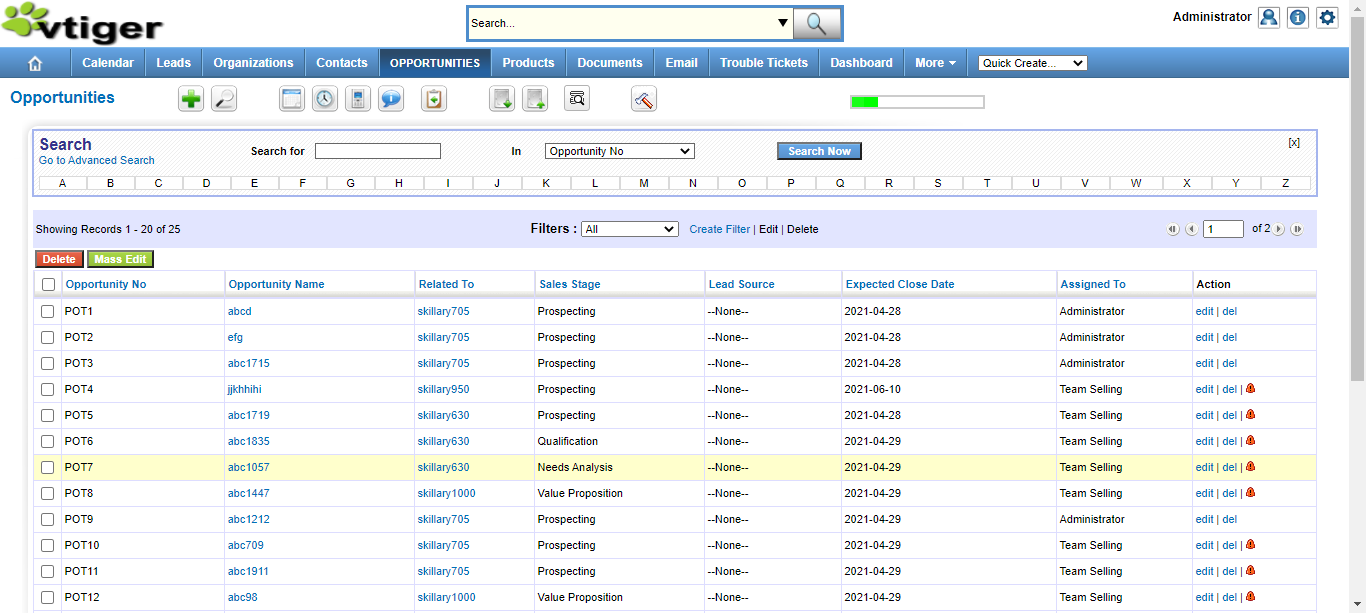 vtiger
Search...
Administrator
Calendar Leads Organizations Contacts OPPORTUNITIES Products Documents Email Trouble Tickets Dashboard More Quick Create...
Opportunities
Search
Go to Advanced Search
Search for In Opportunity No Search Now [X]
A B C D E F G H I J K L M N O P Q R S T U V W X Y Z
Showing Records 1 - 20 of 25 Filters : All Create Filter | Edit | Delete 1 of 2
Delete Mass Edit
Opportunity No Opportunity Name Related To Sales Stage Lead Source Expected Close Date Assigned To Action
POT1 abcd skillary705 Prospecting --None-- 2021-04-28 Administrator edit | del
POT2 efg skillary705 Prospecting --None-- 2021-04-28 Administrator edit | del
POT3 abc1715 skillary705 Prospecting --None-- 2021-04-28 Administrator edit | del
POT4 jjkhhihi skillary950 Prospecting --None-- 2021-06-10 Team Selling edit | del |
POT5 abc1719 skillary630 Prospecting --None-- 2021-04-28 Team Selling edit | del |
POT6 abc1835 skillary630 Qualification --None-- 2021-04-29 Team Selling edit | del |
POT7 abc1057 skillary630 Needs Analysis --None-- 2021-04-29 Team Selling edit | del |
POT8 abc1447 skillary1000 Value Proposition --None-- 2021-04-29 Team Selling edit | del |
POT9 abc1212 skillary705 Prospecting --None-- 2021-04-29 Administrator edit | del
POT10 abc709 skillary705 Prospecting --None-- 2021-04-29 Team Selling edit | del |
POT11 abc1911 skillary705 Prospecting --None-- 2021-04-29 Team Selling edit | del |
POT12 abc98 skillary1000 Value Proposition --None-- 2021-04-29 Team Selling edit | del |